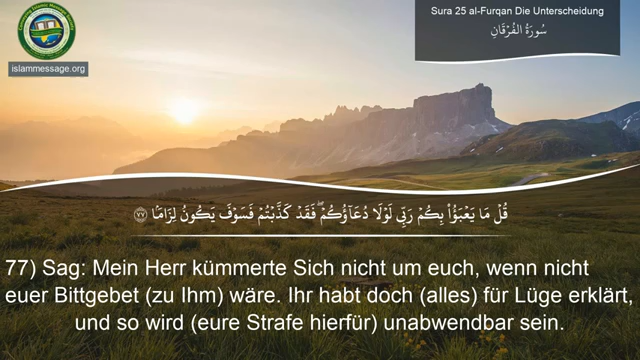 Sura 25 al-Furqan Die Unterscheidung
سُورَةُ الفُرۡقَانِ
islammessage.org
قُلۡ مَا يَعۡبَؤُاْ بِكُمۡ رَبِّي لَوۡلَا دُعَآؤُكُمۡۖ فَقَدۡ كَذَّبۡتُمۡ فَسَوۡفَ يَكُونُ لِزَامَۢا ٧٧
77) Sag: Mein Herr kümmerte Sich nicht um euch, wenn nicht
euer Bittgebet (zu Ihm) wäre. Ihr habt doch (alles) für Lüge erklärt,
und so wird (eure Strafe hierfür) unabwendbar sein.